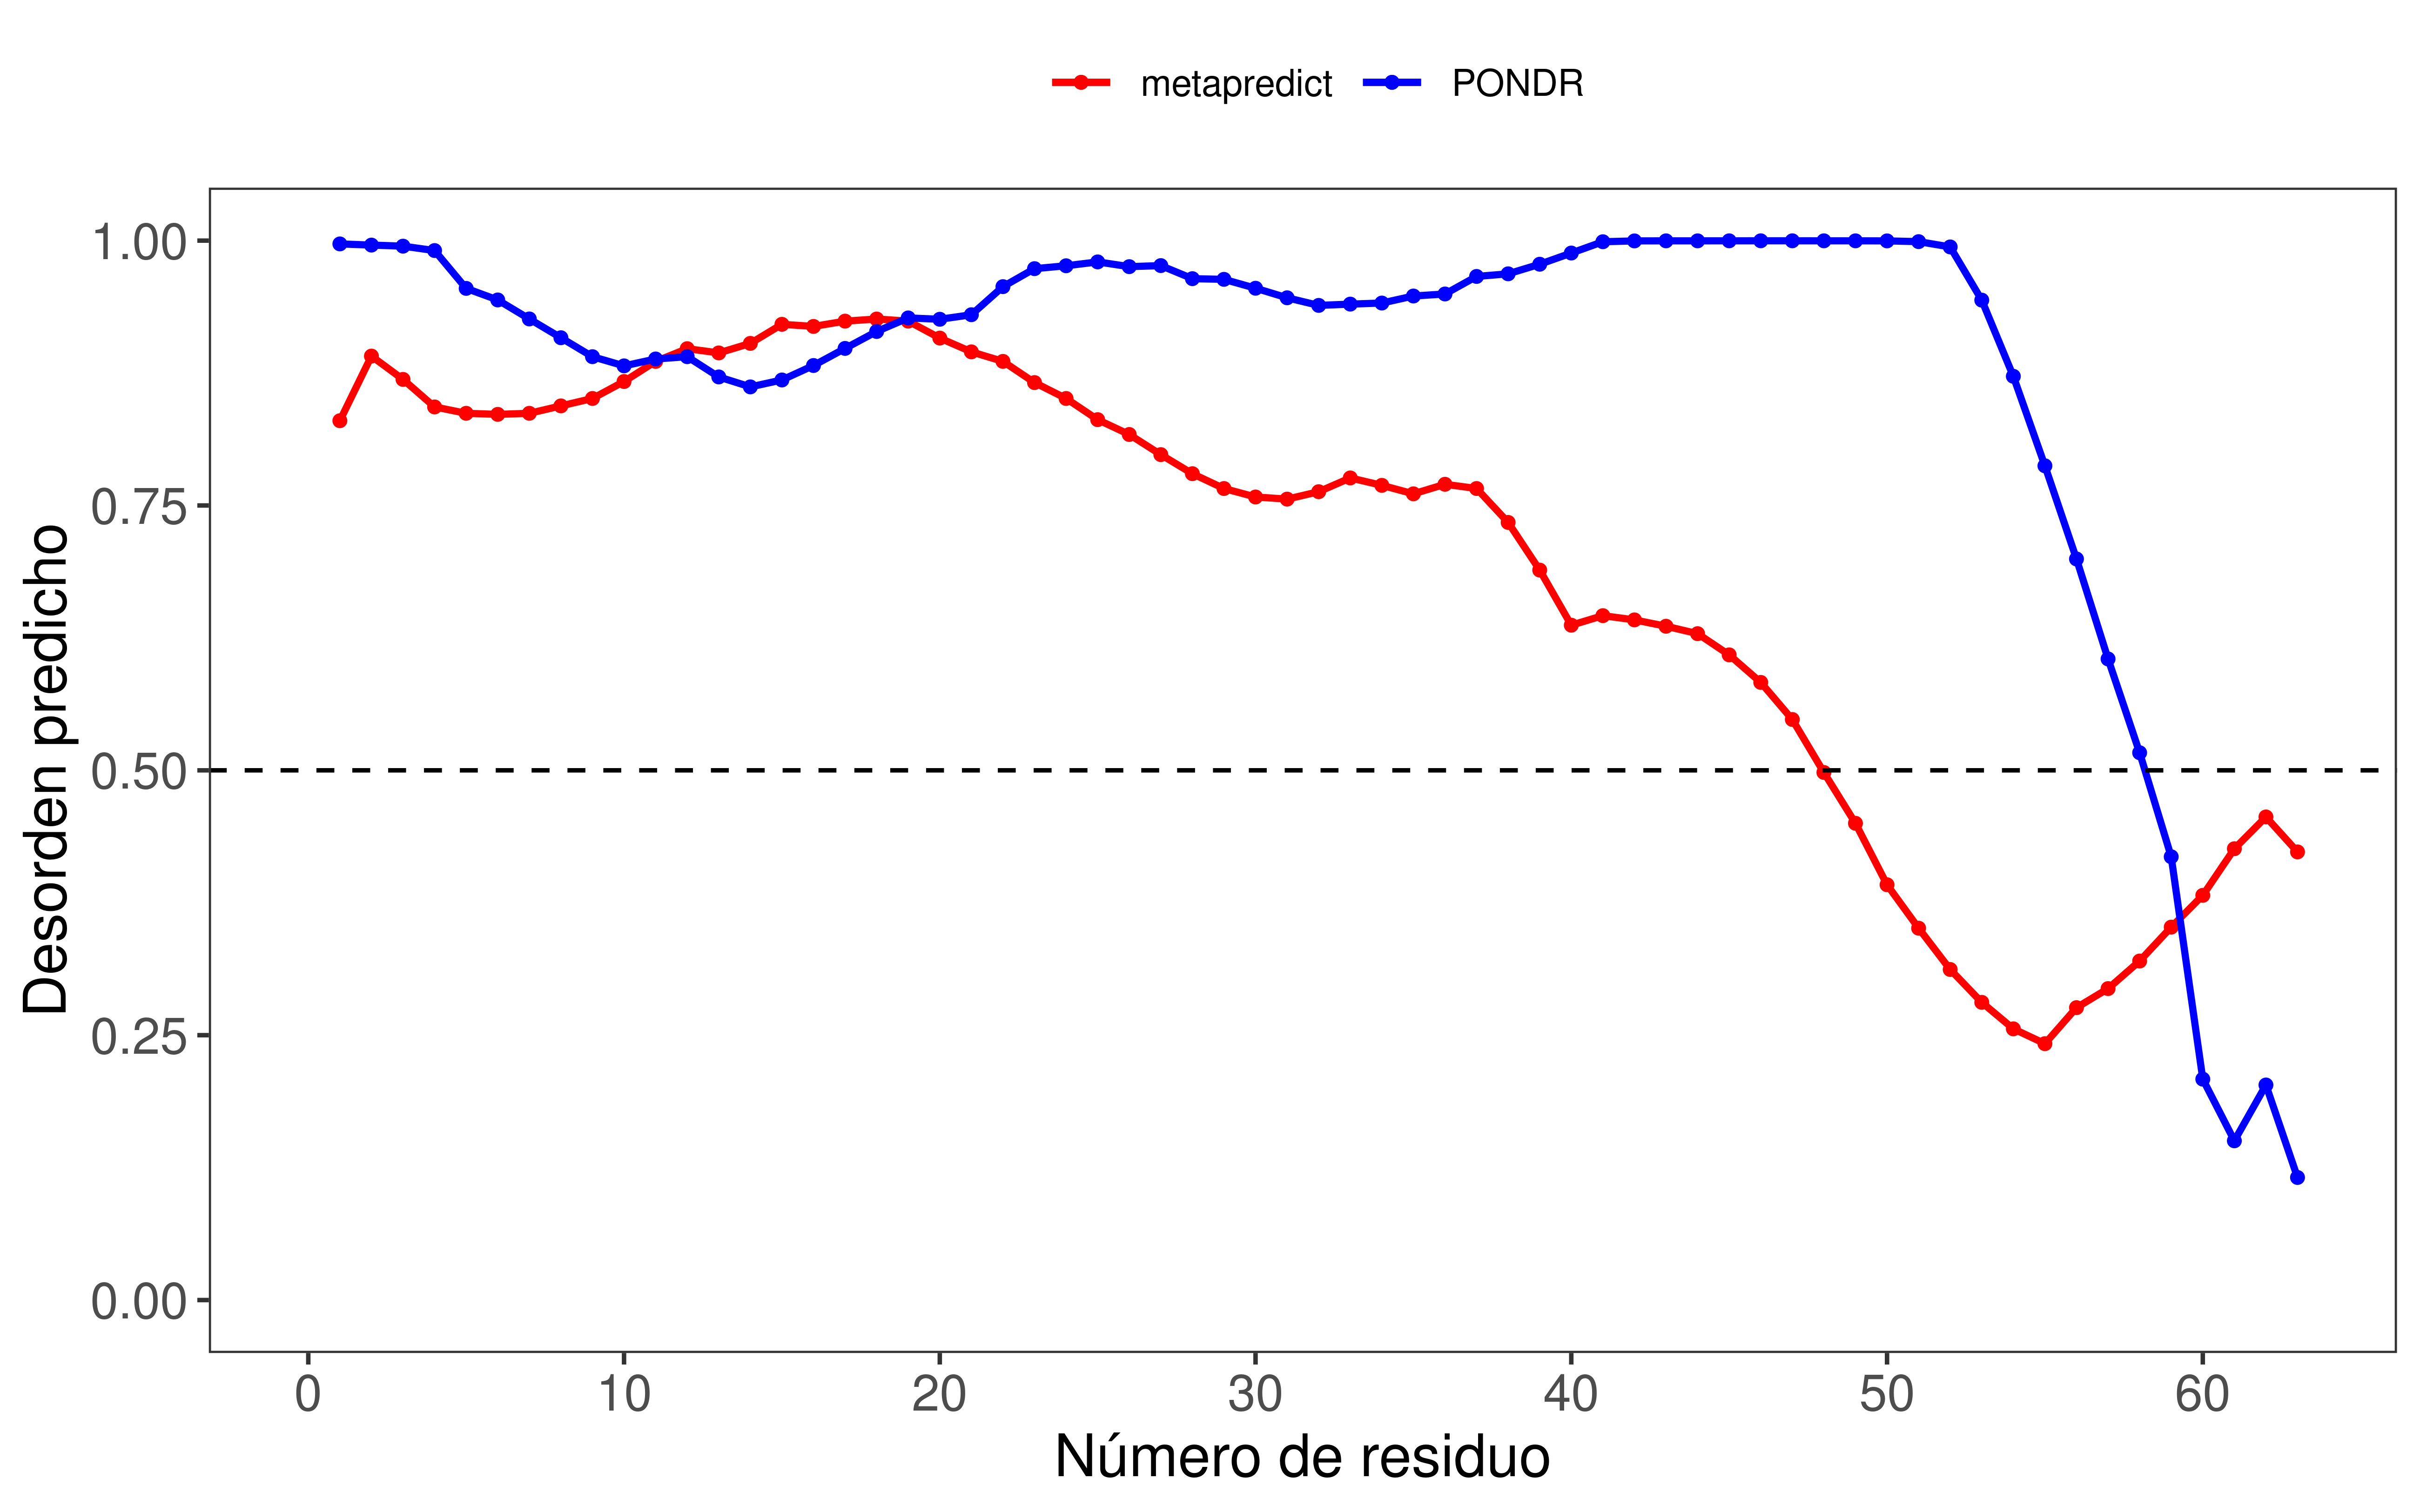 metapredict PONDR
1.00
0.75
0.50
0.25
0.00
Desorden predicho
0 10 20 30 40 50 60
Número de residuo